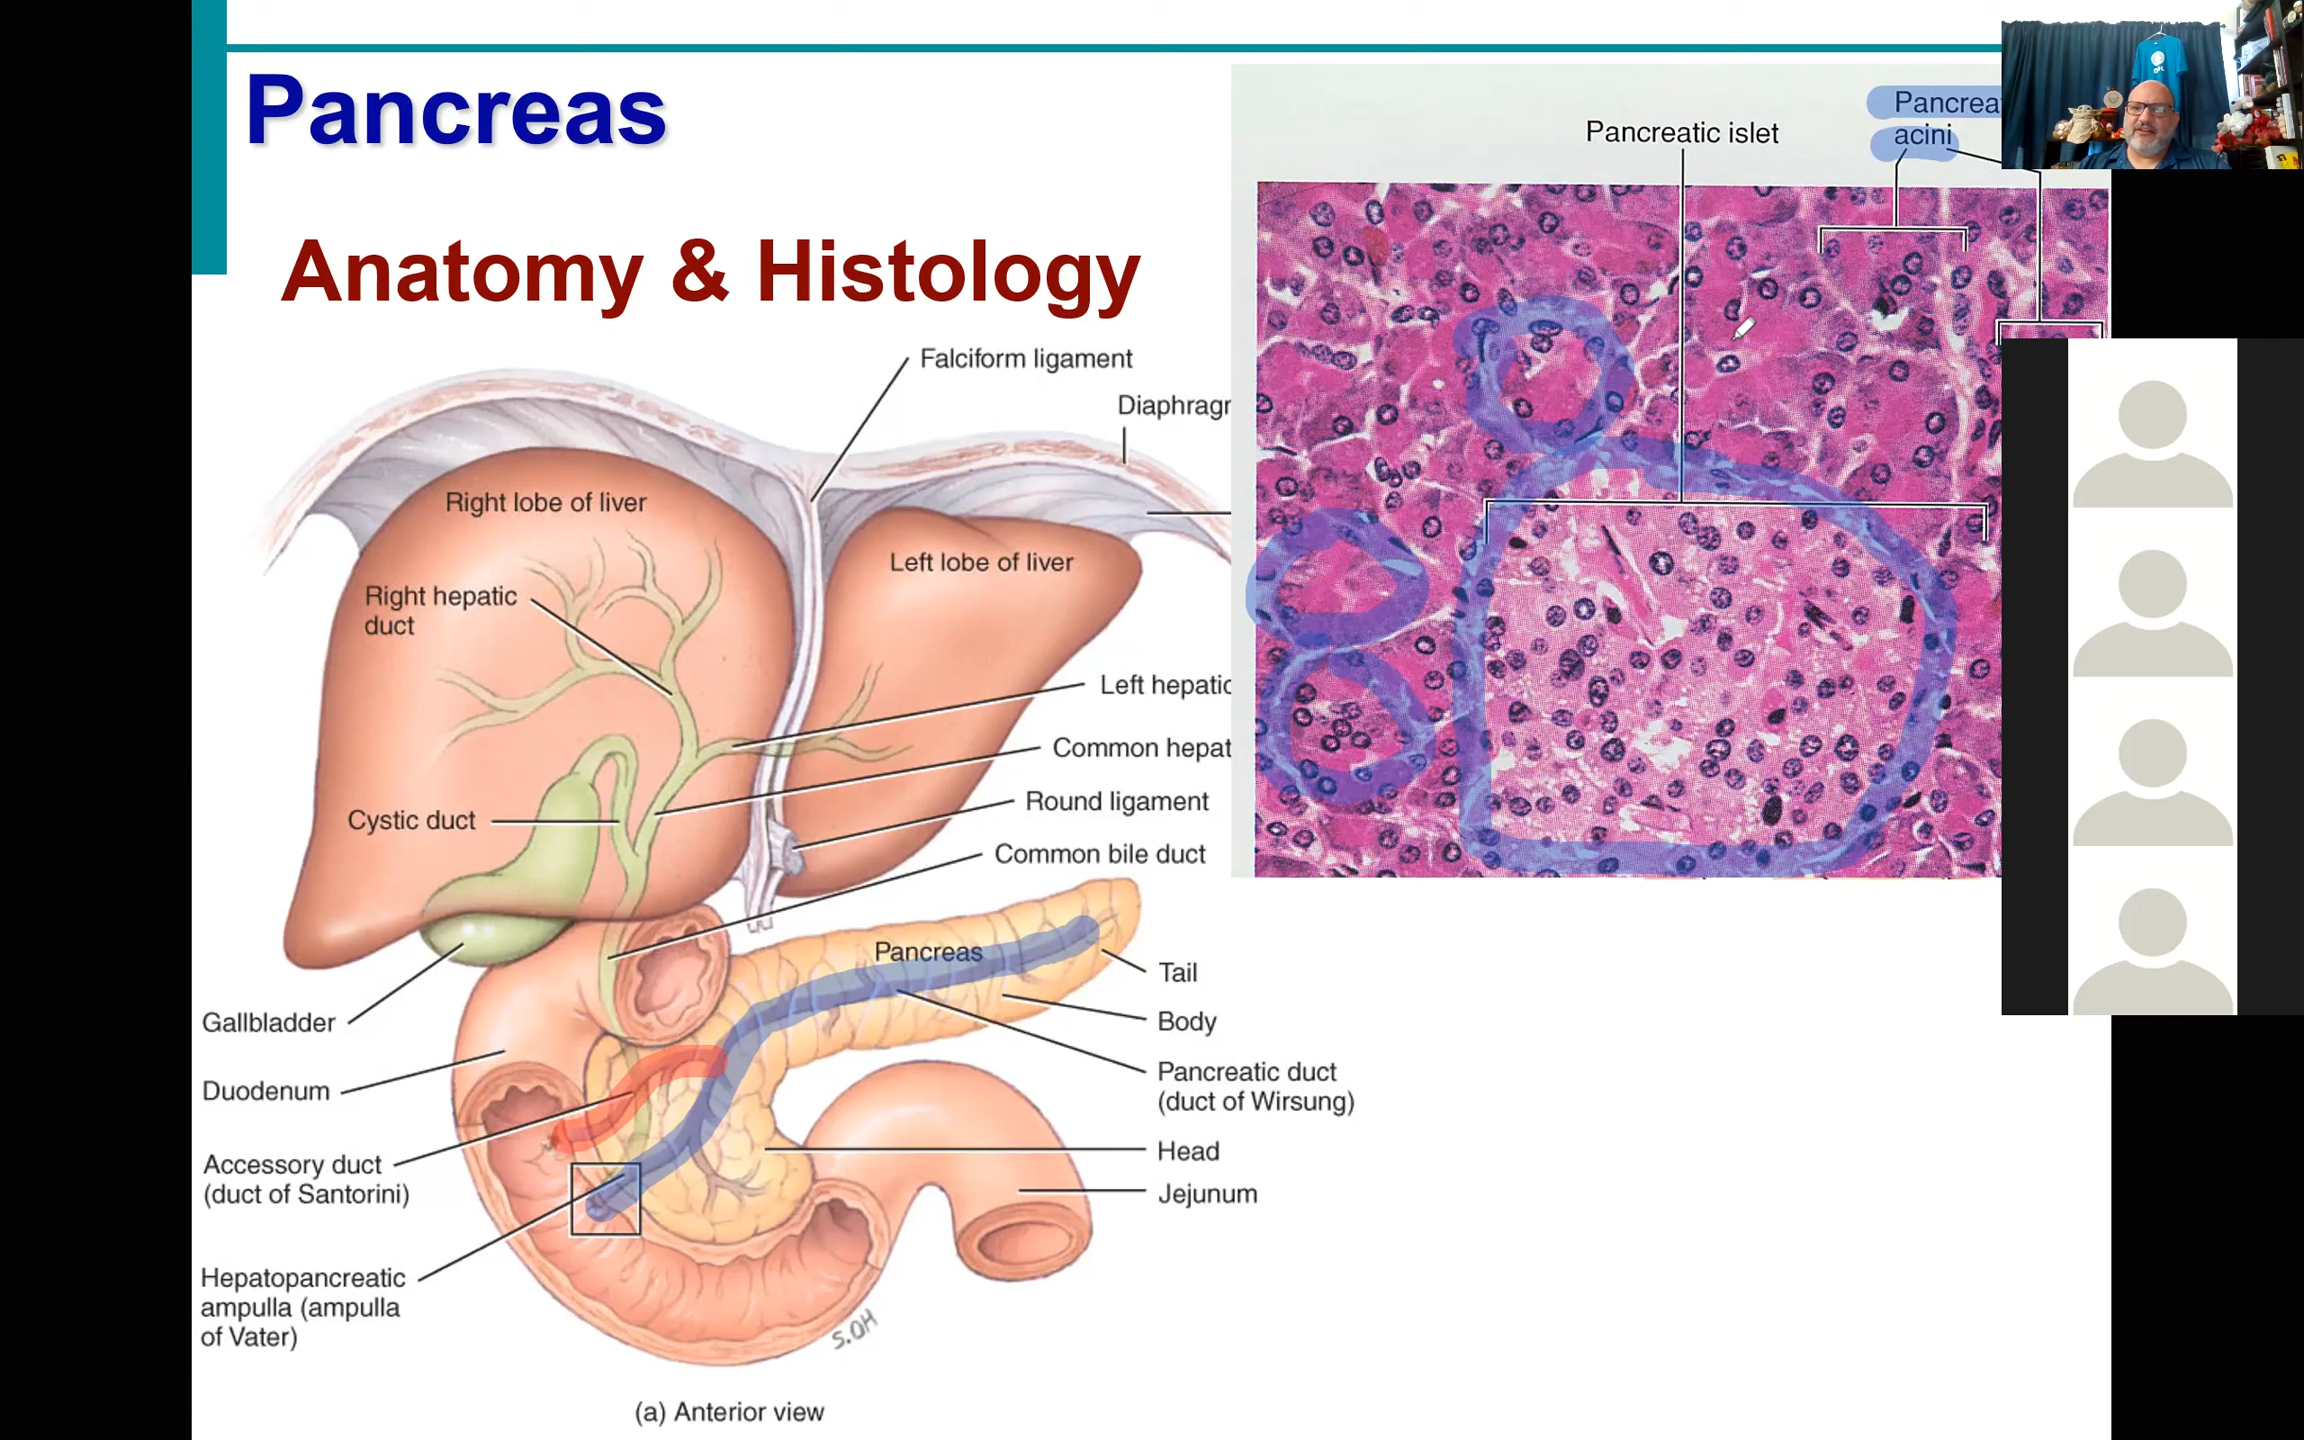 Pancreas
Anatomy & Histology
Pancreatic islet
Pancrea
acini
Falciform ligament
Diaphragr
Right lobe of liver
Left lobe of liver
Right hepatic
duct
Left hepatic
Common hepat
Cystic duct
Round ligament
Common bile duct
Pancreas
Tail
Body
Gallbladder
Duodenum
Pancreatic duct
(duct of Wirsung)
Accessory duct
(duct of Santorini)
Head
Jejunum
Hepatopancreatic
ampulla (ampulla
of Vater)
S.OH
(a) Anterior view